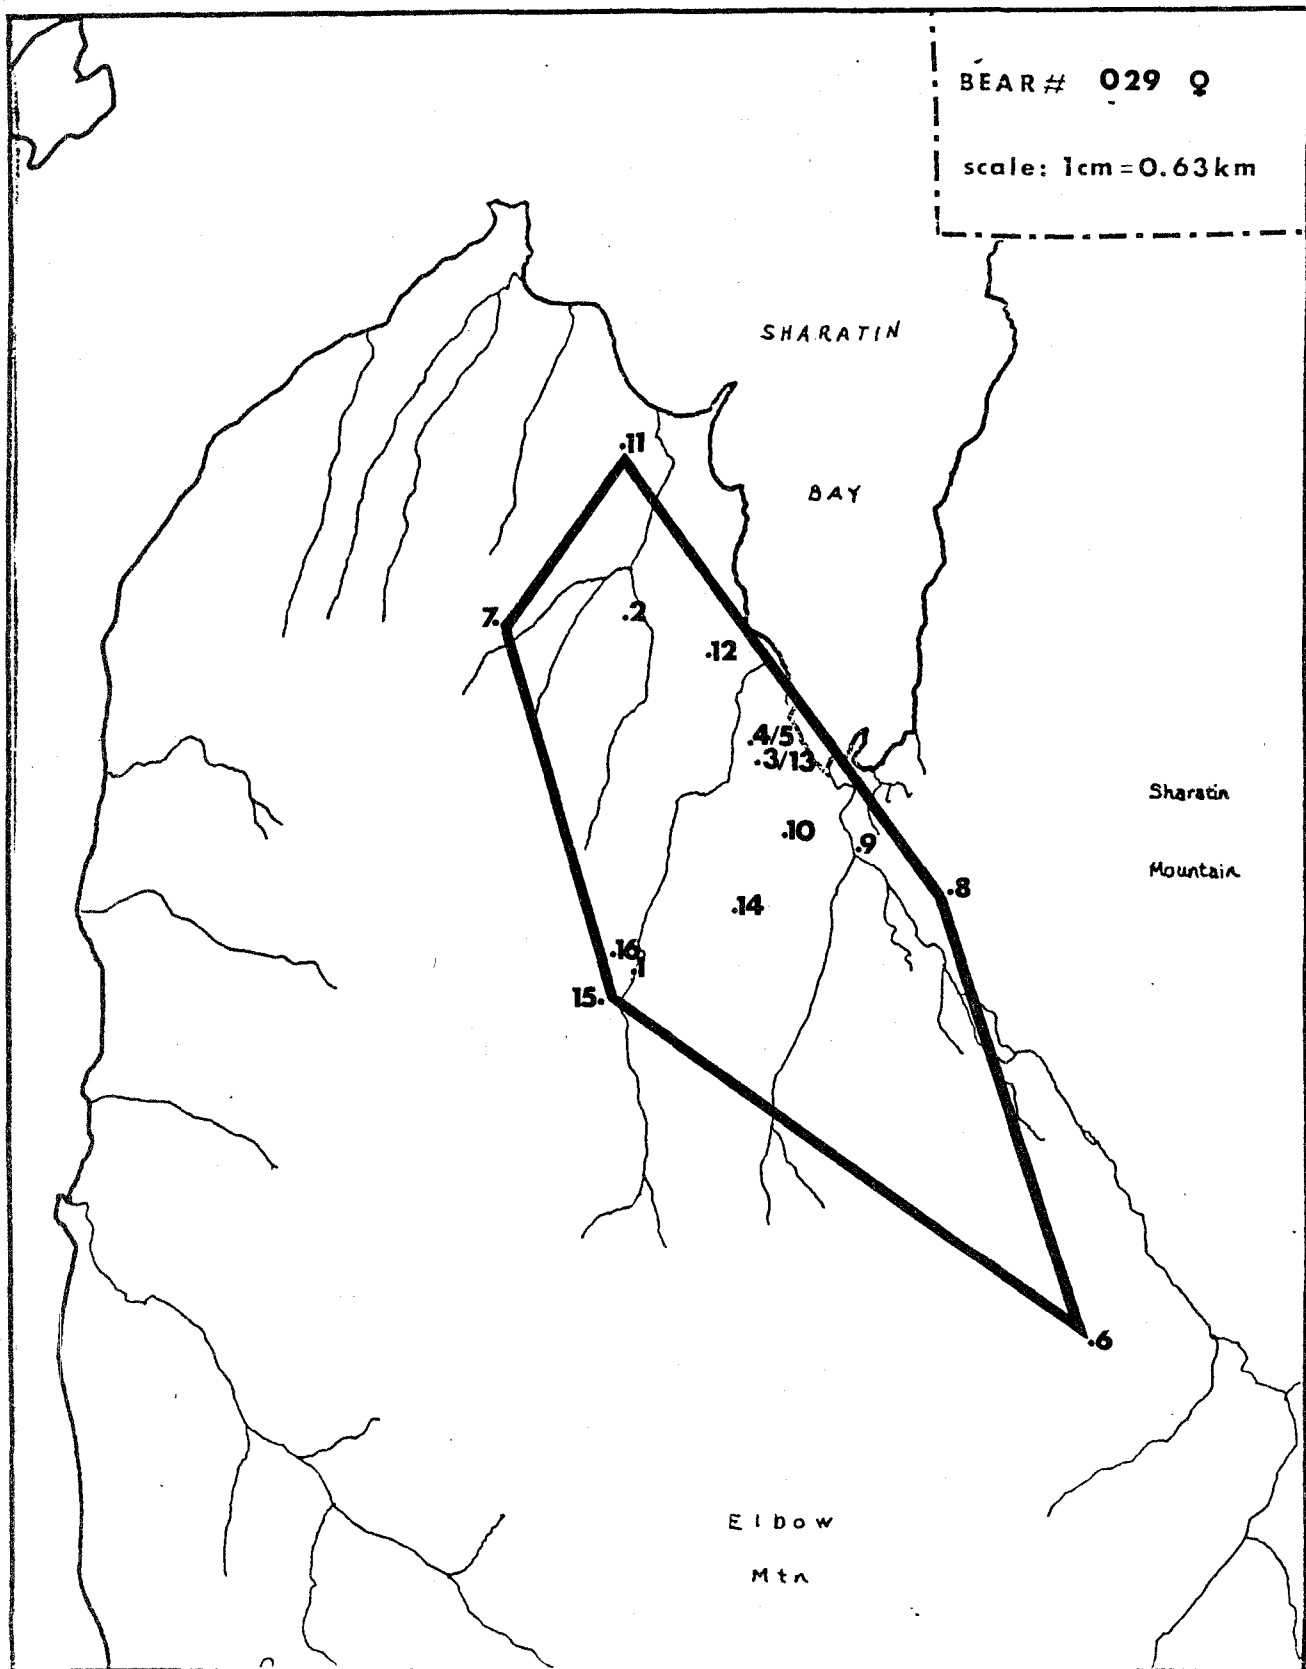 BEAR# 029 ♀
scale: 1cm=0.63km
SHARATIN
BAY
.11
7.
.2
.12
.4/5
.3/13
Sharatin
.10
.9
Mountain
.8
.14
.16
.1
15.
.6
Elbow
Mtn